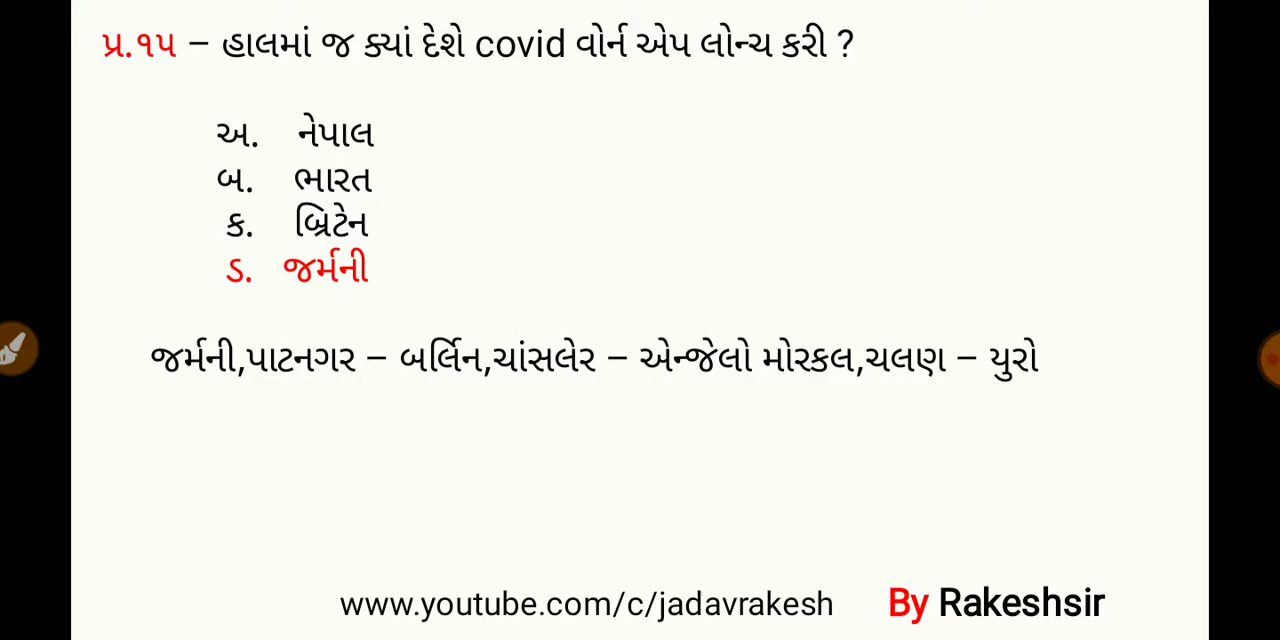 પ્ર.૧૫ – હાલમાં જ ક્યાં દેશે covid વોર્ન એપ લોન્ચ કરી ?
અ. નેપાલ
બ. ભારત
ક. બ્રિટેન
ડ. જર્મની
જર્મની,પાટનગર – બર્લિન,ચાંસલેર – એન્જેલો મોરકલ,ચલણ – યુરો
www.youtube.com/c/jadavrakesh By Rakeshsir